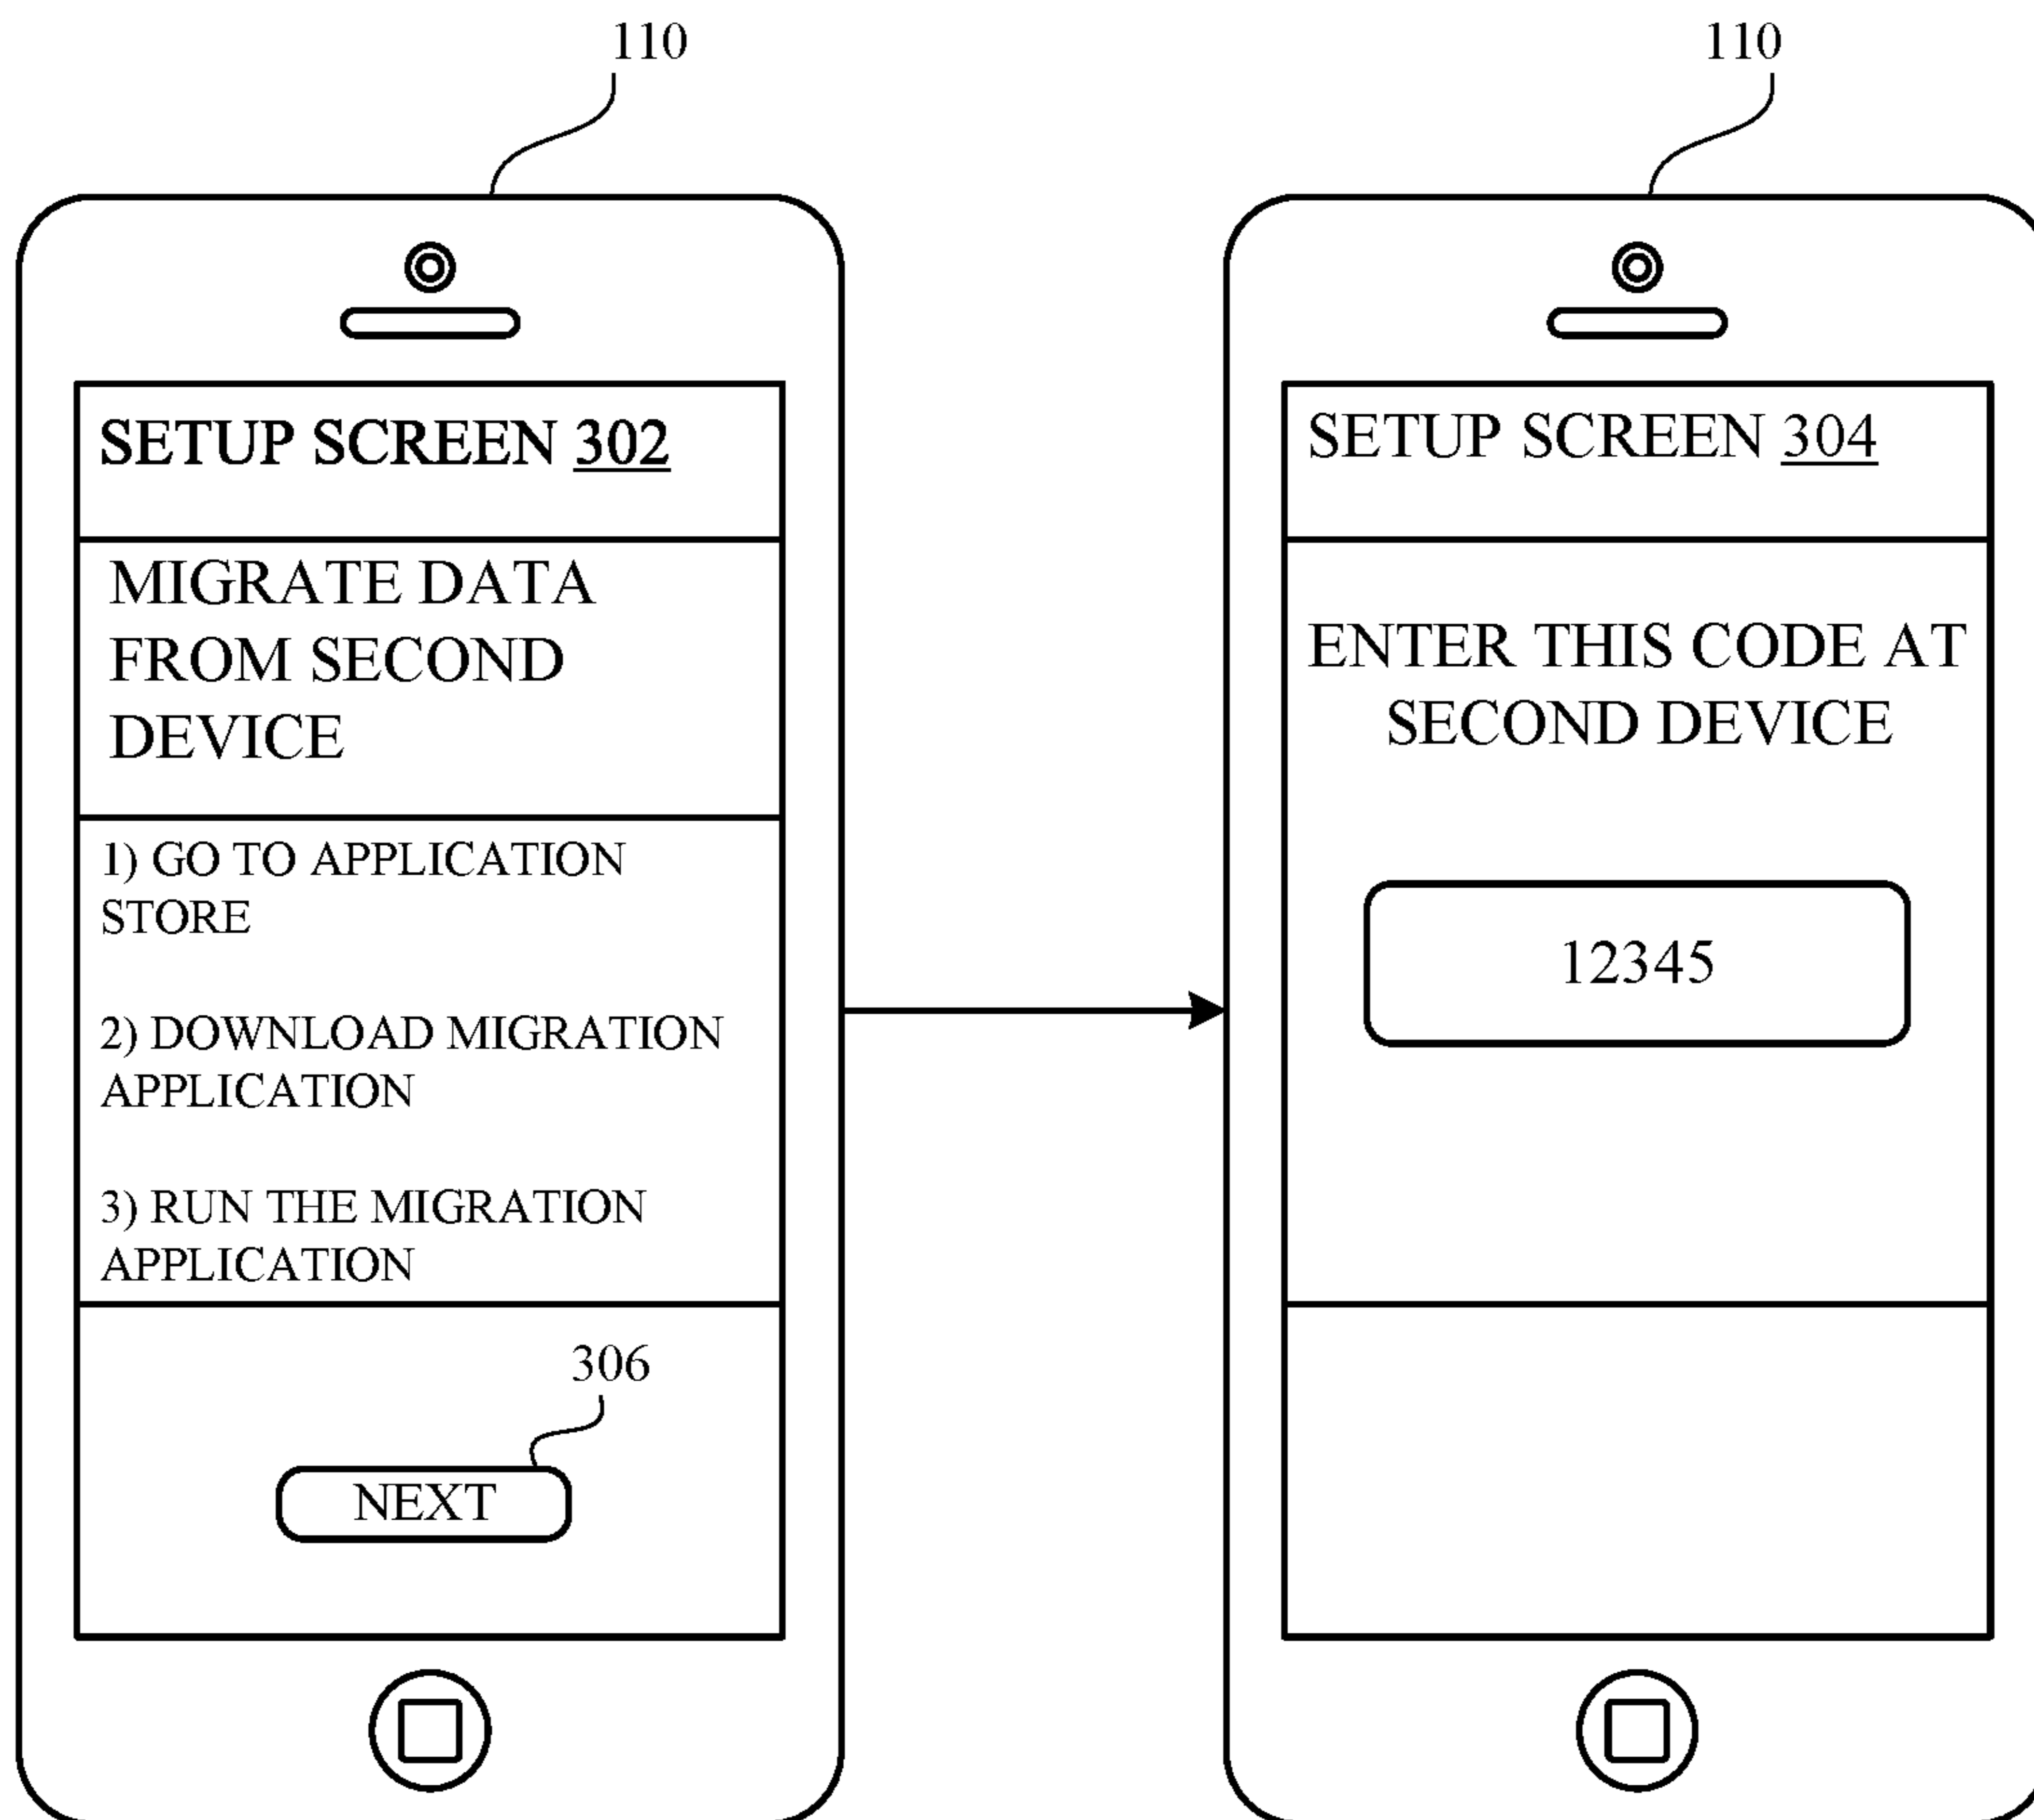 110
SETUP SCREEN 302
MIGRATE DATA
FROM SECOND
DEVICE
1) GO TO APPLICATION
STORE
2) DOWNLOAD MIGRATION
APPLICATION
3) RUN THE MIGRATION
APPLICATION
306
NEXT
110
SETUP SCREEN 304
ENTER THIS CODE AT
SECOND DEVICE
12345